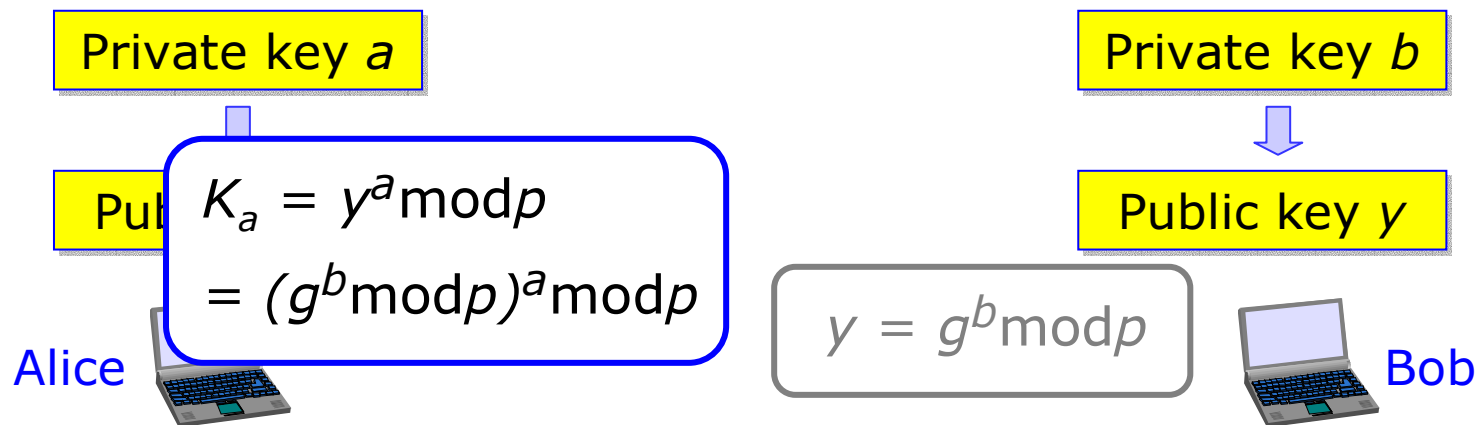 Private key a
Private key b
Pub
Public key y
K_a = y^a mod p
= (g^b mod p)^a mod p
y = g^b mod p
Alice
Bob